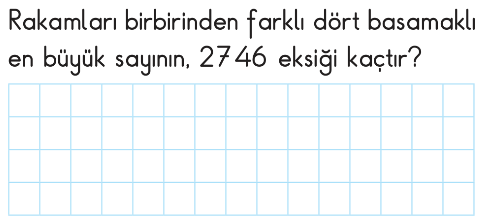 Rakamları birbirinden farklı dört basamaklı
en büyük sayının, 2746 eksiği kaçtır?